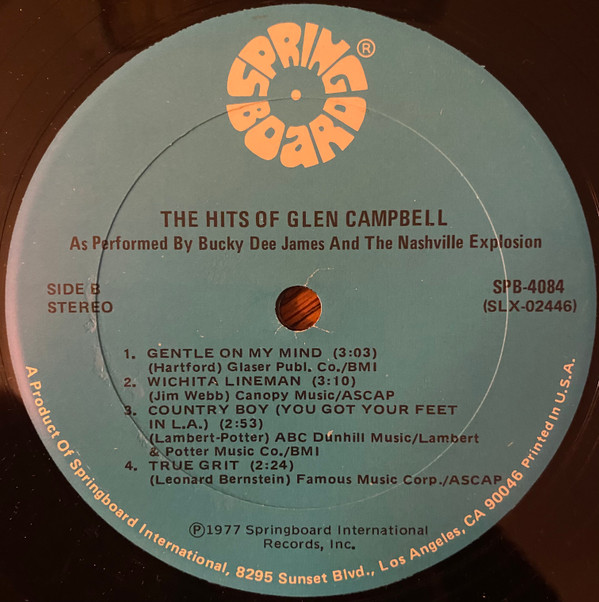 SPRING
BOARD®
THE HITS OF GLEN CAMPBELL
As Performed By Bucky Dee James And The Nashville Explosion
SIDE B
STEREO
SPB-4084
(SLX-02446)
1. GENTLE ON MY MIND (3:03)
(Hartford) Glaser Publ. Co./BMI
2. WICHITA LINEMAN (3:10)
(Jim Webb) Canopy Music/ASCAP
3. COUNTRY BOY (YOU GOT YOUR FEET
IN L.A.) (2:53)
(Lambert-Potter) ABC Dunhill Music/Lambert
& Potter Music Co./BMI
4. TRUE GRIT (2:24)
(Leonard Bernstein) Famous Music Corp./ASCAP
℗1977 Springboard International
Records, Inc.
A Product Of Springboard International, 8295 Sunset Blvd., Los Angeles, CA 90046 Printed In U.S.A.